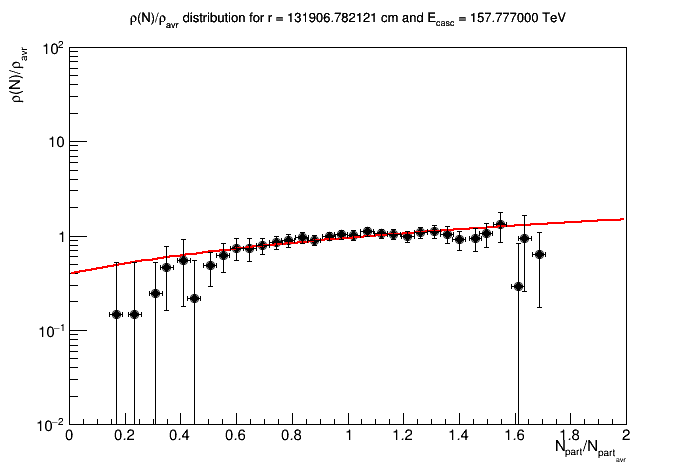 ρ(N)/ρavr distribution for r = 131906.782121 cm and Ecasc = 157.777000 TeV
ρ(N)/ρavr
10²
10
1
10⁻¹
10⁻²
0 0.2 0.4 0.6 0.8 1 1.2 1.4 1.6 1.8 2
Npart/Npartavr